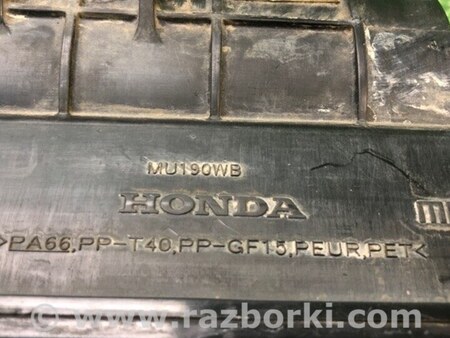 MU190WB
HONDA
>PA66,PP-T40,PP-GF15,PEUR,PET<
© www.razborki.com